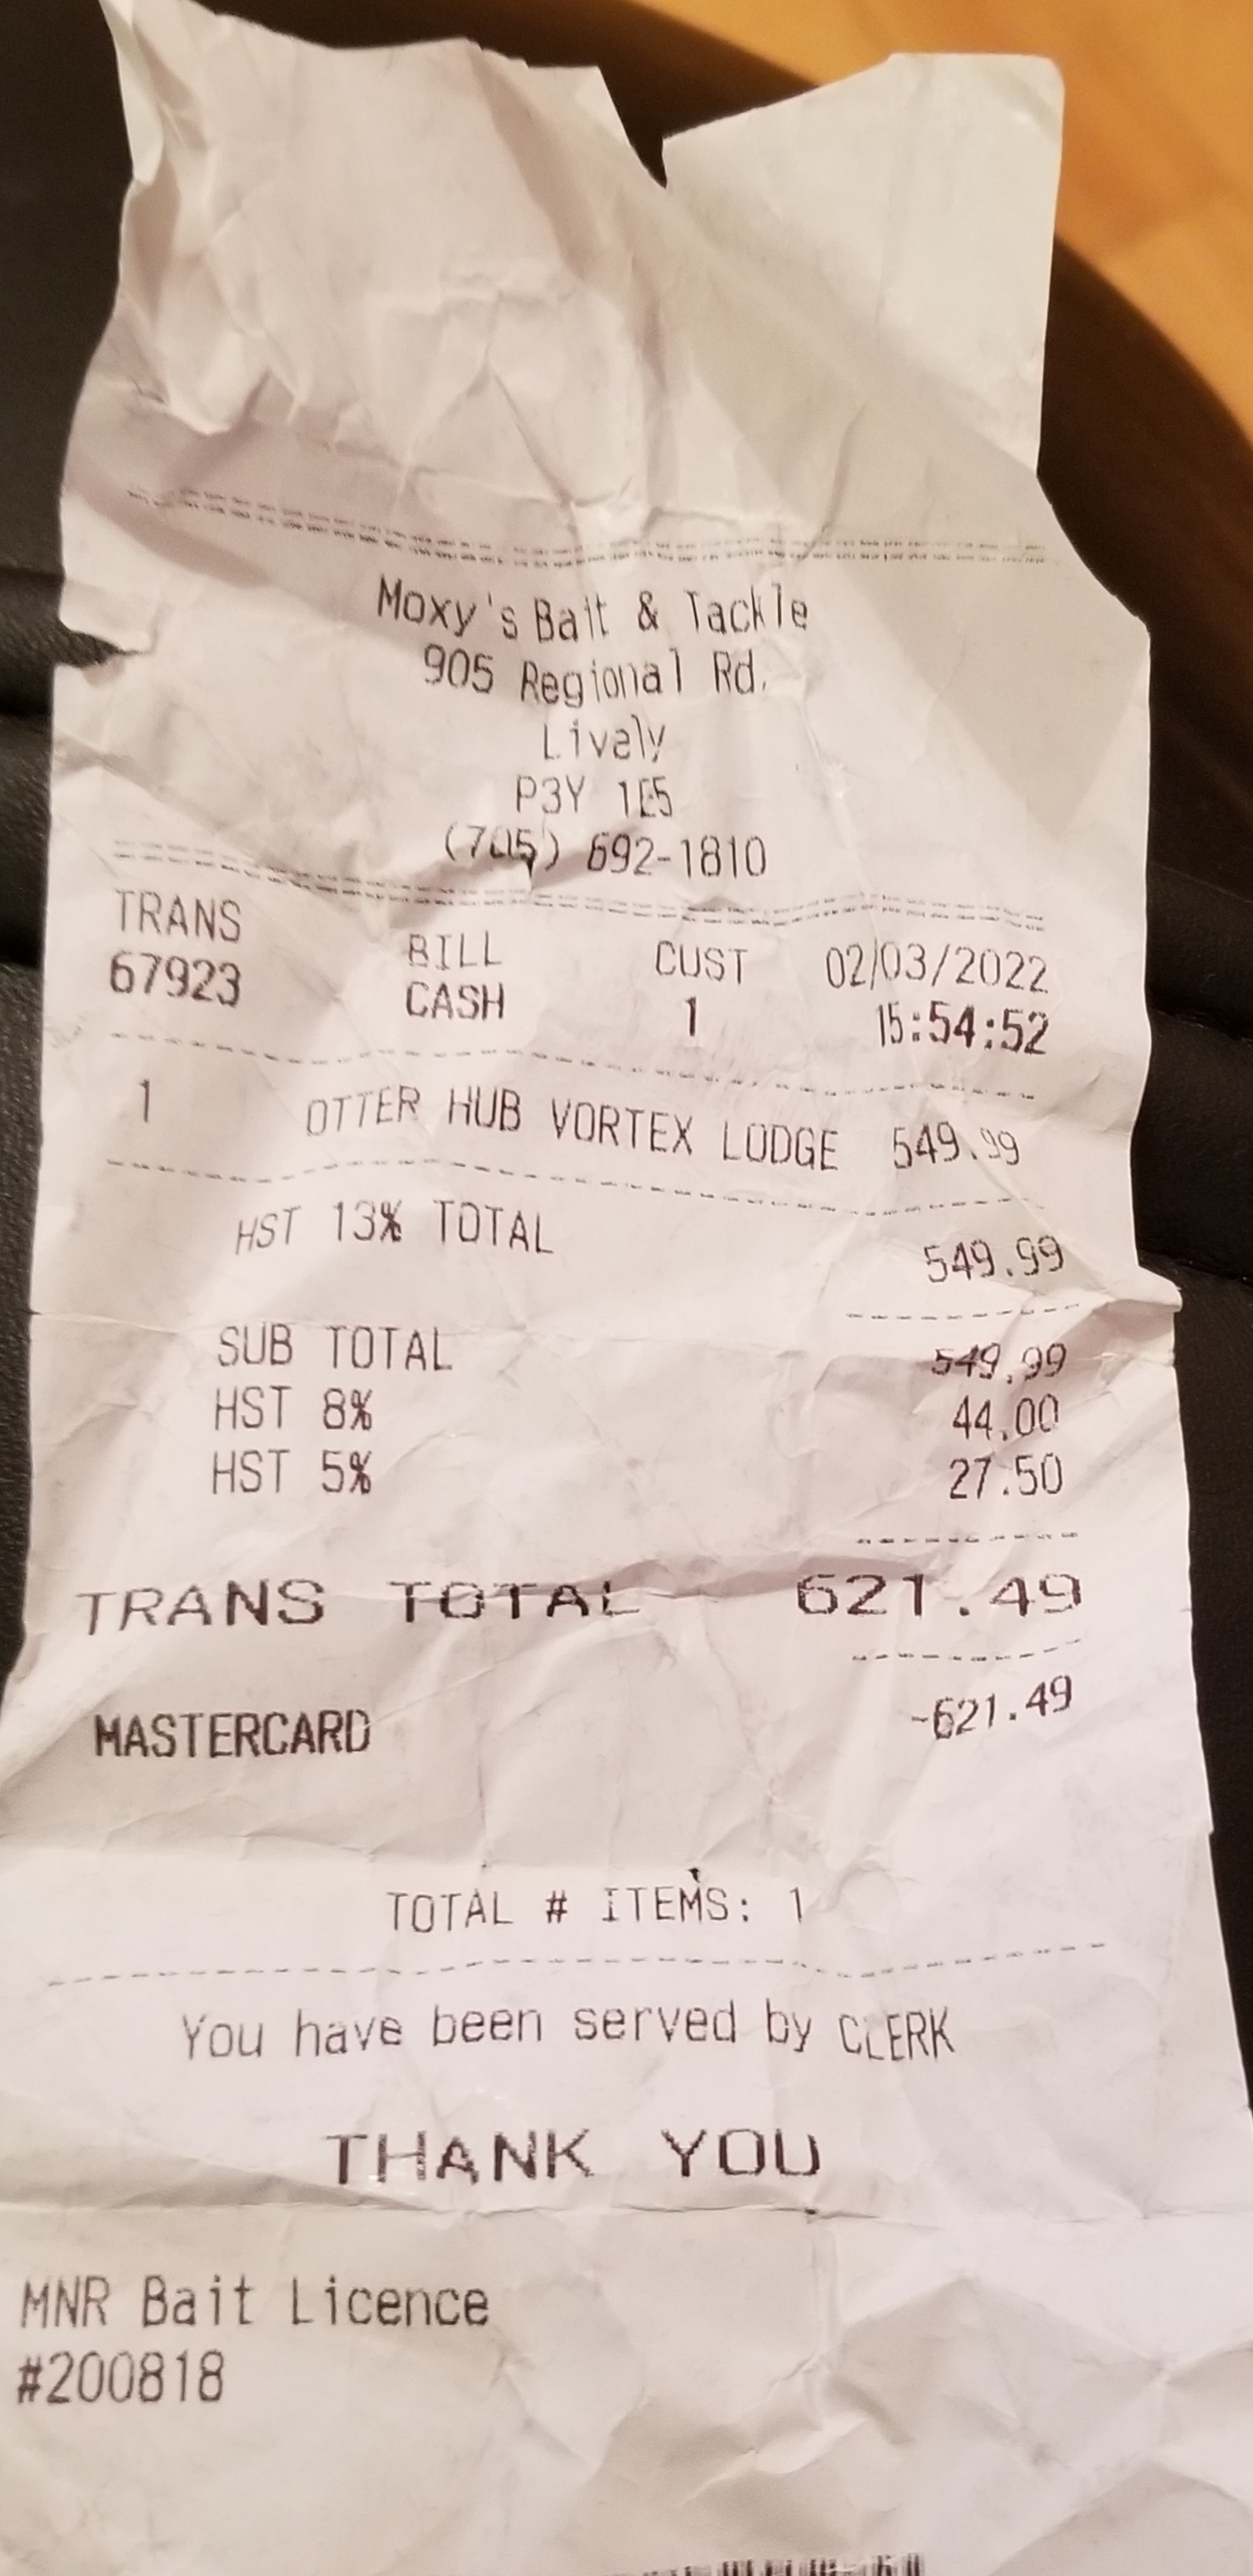 Moxy's Bait & Tackle
905 Regional Rd.
Lively
P3Y 1E5
(705) 692-1810
TRANS BILL CUST 02/03/2022
67923 CASH 1 15:54:52
1 OTTER HUB VORTEX LODGE 549.99
HST 13% TOTAL 549.99
SUB TOTAL 549.99
HST 8% 44.00
HST 5% 27.50
TRANS TOTAL 621.49
MASTERCARD -621.49
TOTAL # ITEMS: 1
You have been served by CLERK
THANK YOU
MNR Bait Licence
#200818